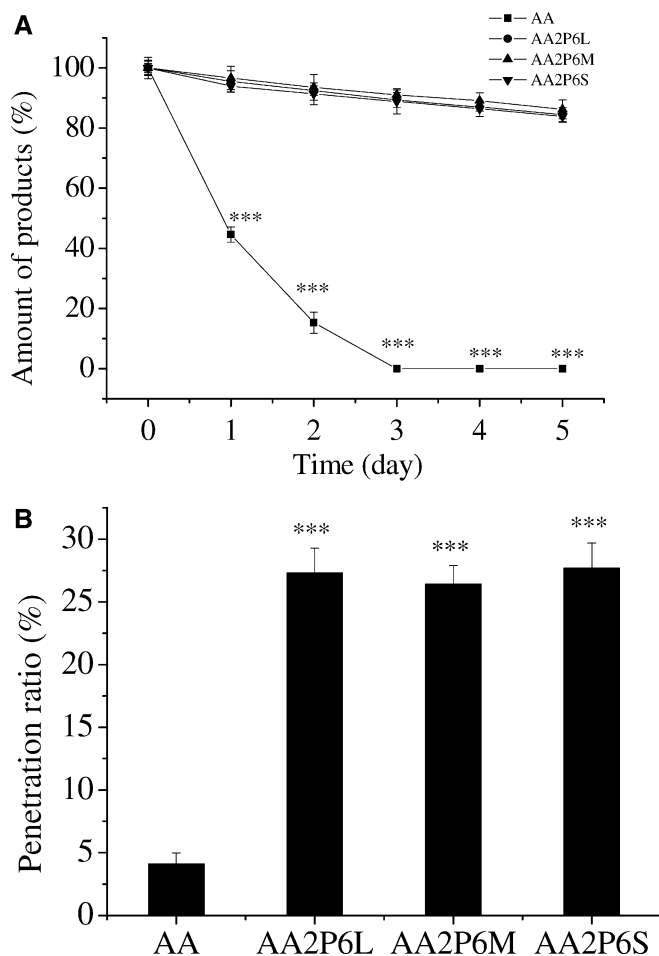 A
AA
AA2P6L
AA2P6M
AA2P6S
Amount of products (%)
100
80
60
40
20
0
***
***
***
***
***
0 1 2 3 4 5
Time (day)
B
Penetration ratio (%)
30
25
20
15
10
5
0
***
***
***
AA AA2P6L AA2P6M AA2P6S